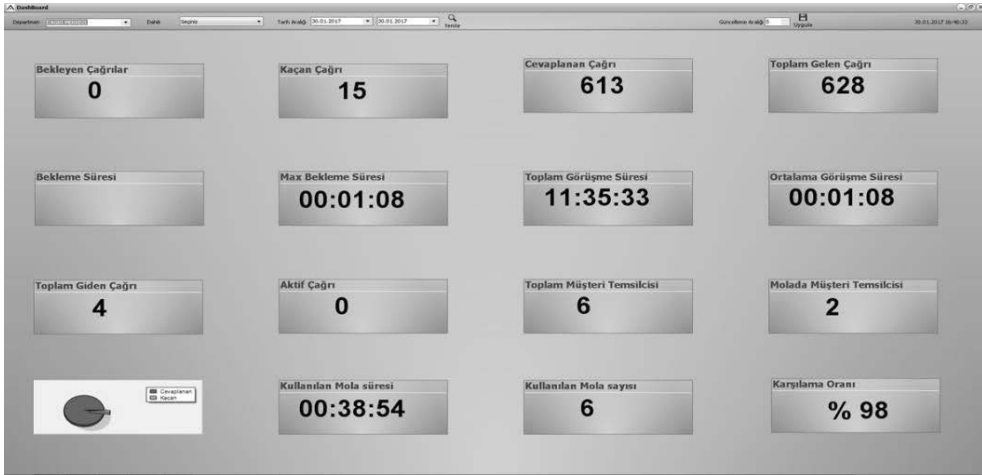 DashBoard
Departman
Dahili
Seçiniz
Tarih Aralığı 30.01.2017 30.01.2017
Güncelleme Aralığı 5
Uygula
30.01.2017 16:46:33
Bekleyen Çağrılar
0
Kaçan Çağrı
15
Cevaplanan Çağrı
613
Toplam Gelen Çağrı
628
Bekleme Süresi
Max Bekleme Süresi
00:01:08
Toplam Görüşme Süresi
11:35:33
Ortalama Görüşme Süresi
00:01:08
Toplam Giden Çağrı
4
Aktif Çağrı
0
Toplam Müşteri Temsilcisi
6
Molada Müşteri Temsilcisi
2
Cevaplanan
Kacan
Kullanılan Mola süresi
00:38:54
Kullanılan Mola sayısı
6
Karşılama Oranı
% 98